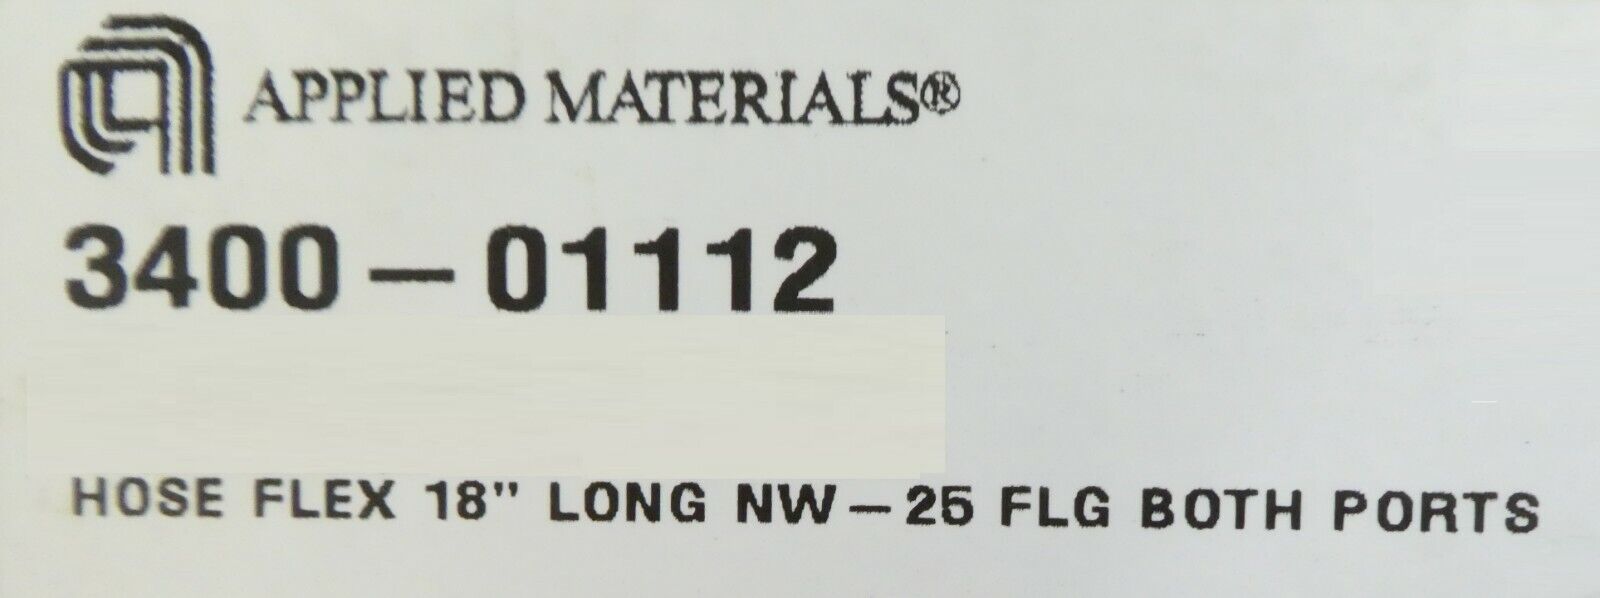 APPLIED MATERIALS®
3400-01112
HOSE FLEX 18" LONG NW-25 FLG BOTH PORTS